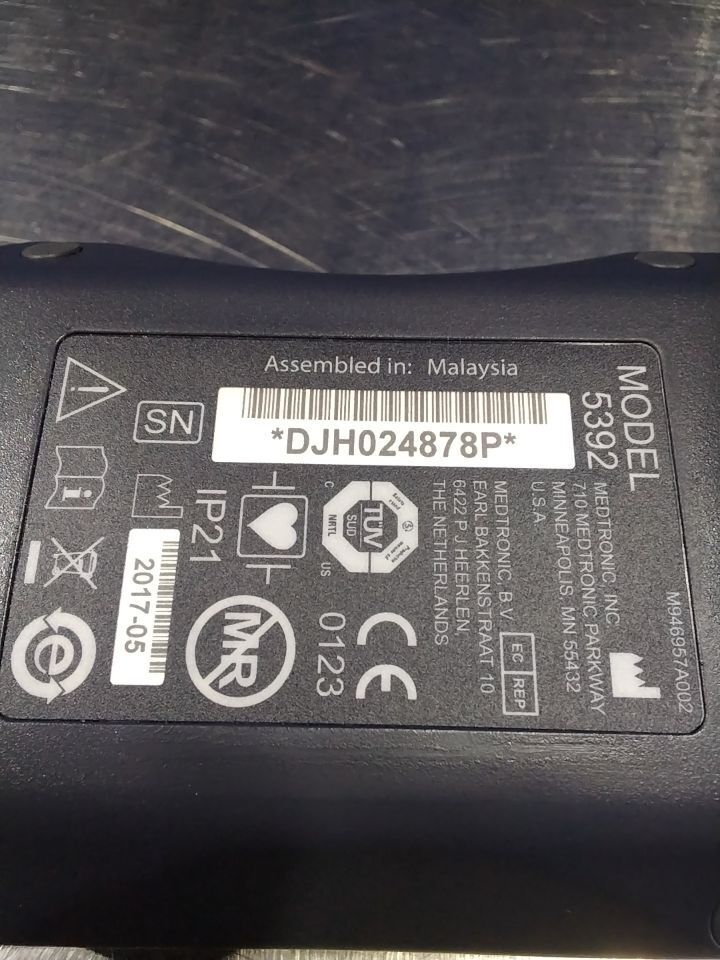 Assembled in: Malaysia
SN
*DJH024878P*
MODEL
5392
MEDTRONIC, INC.
710 MEDTRONIC PARKWAY
MINNEAPOLIS, MN 55432
U.S.A.
M946957A002
EC REP
MEDTRONIC, B.V.
EARL BAKKENSTRAAT 10
6422 PJ HEERLEN,
THE NETHERLANDS
C
TÜV
SÜD
NRTL
US
CE
0123
IP21
2017-05
MR
i
e